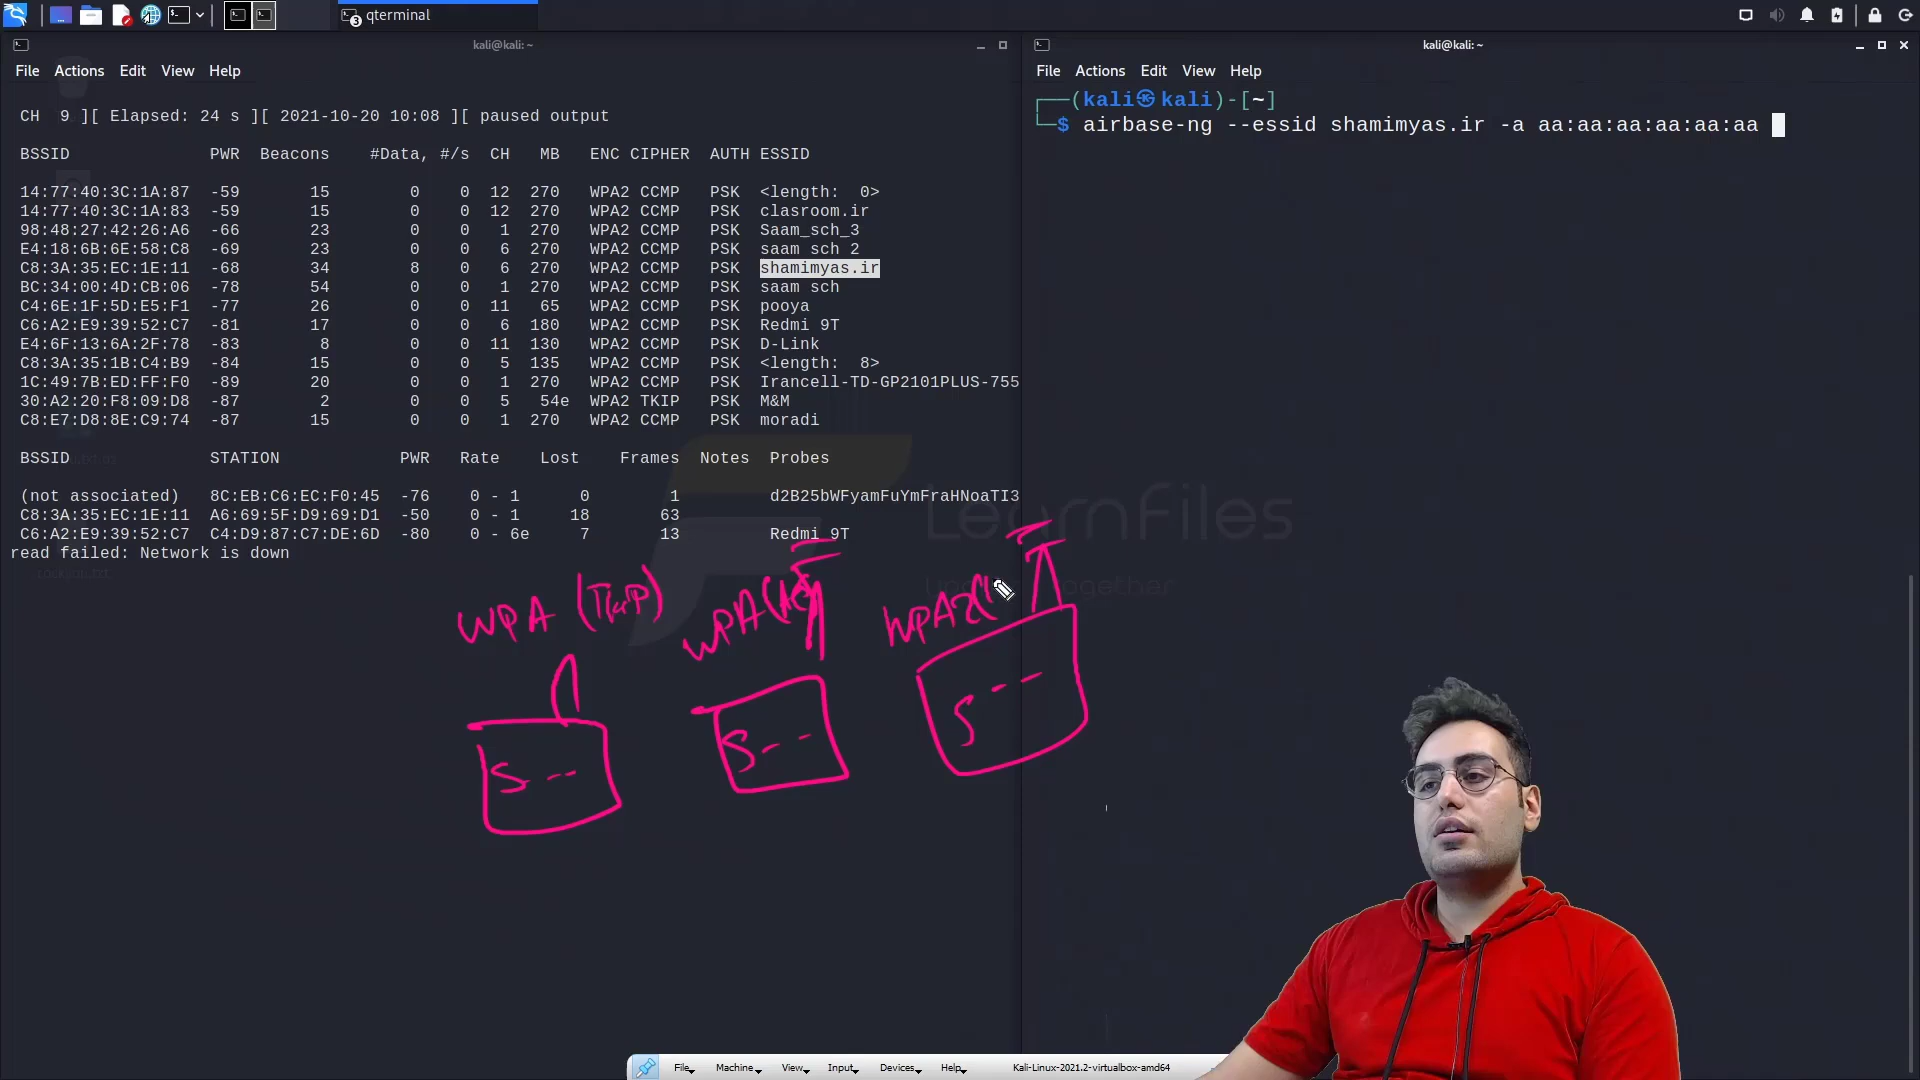 qterminal
3
kali@kali: ~
File Actions Edit View Help
CH 9 ][ Elapsed: 24 s ][ 2021-10-20 10:08 ][ paused output
BSSID PWR Beacons #Data, #/s CH MB ENC CIPHER AUTH ESSID
14:77:40:3C:1A:87 -59 15 0 0 12 270 WPA2 CCMP PSK <length: 0>
14:77:40:3C:1A:83 -59 15 0 0 12 270 WPA2 CCMP PSK clasroom.ir
98:48:27:42:26:A6 -66 23 0 0 1 270 WPA2 CCMP PSK Saam_sch_3
E4:18:6B:6E:58:C8 -69 23 0 0 6 270 WPA2 CCMP PSK saam sch 2
C8:3A:35:EC:1E:11 -68 34 8 0 6 270 WPA2 CCMP PSK shamimyas.ir
BC:34:00:4D:CB:06 -78 54 0 0 1 270 WPA2 CCMP PSK saam sch
C4:6E:1F:5D:E5:F1 -77 26 0 0 11 65 WPA2 CCMP PSK pooya
C6:A2:E9:39:52:C7 -81 17 0 0 6 180 WPA2 CCMP PSK Redmi 9T
E4:6F:13:6A:2F:78 -83 8 0 0 11 130 WPA2 CCMP PSK D-Link
C8:3A:35:1B:C4:B9 -84 15 0 0 5 135 WPA2 CCMP PSK <length: 8>
1C:49:7B:ED:FF:F0 -89 20 0 0 1 270 WPA2 CCMP PSK Irancell-TD-GP2101PLUS-755
30:A2:20:F8:09:D8 -87 2 0 0 5 54e WPA2 TKIP PSK M&M
C8:E7:D8:8E:C9:74 -87 15 0 0 1 270 WPA2 CCMP PSK moradi
BSSID STATION PWR Rate Lost Frames Notes Probes
(not associated) 8C:EB:C6:EC:F0:45 -76 0 - 1 0 1 d2B25bWFyamFuYmFraHNoaTI3
C8:3A:35:EC:1E:11 A6:69:5F:D9:69:D1 -50 0 - 1 18 63
C6:A2:E9:39:52:C7 C4:D9:87:C7:DE:6D -80 0 - 6e 7 13 Redmi 9T
read failed: Network is down
kali@kali: ~
File Actions Edit View Help
(kali㉿kali)-[~]
$ airbase-ng --essid shamimyas.ir -a aa:aa:aa:aa:aa:aa
LearnFiles
WPA (TKIP)
WPA(
WPA2(
S--
S--
S--
File Machine View Input Devices Help Kali-Linux-2021.2-virtualbox-amd64